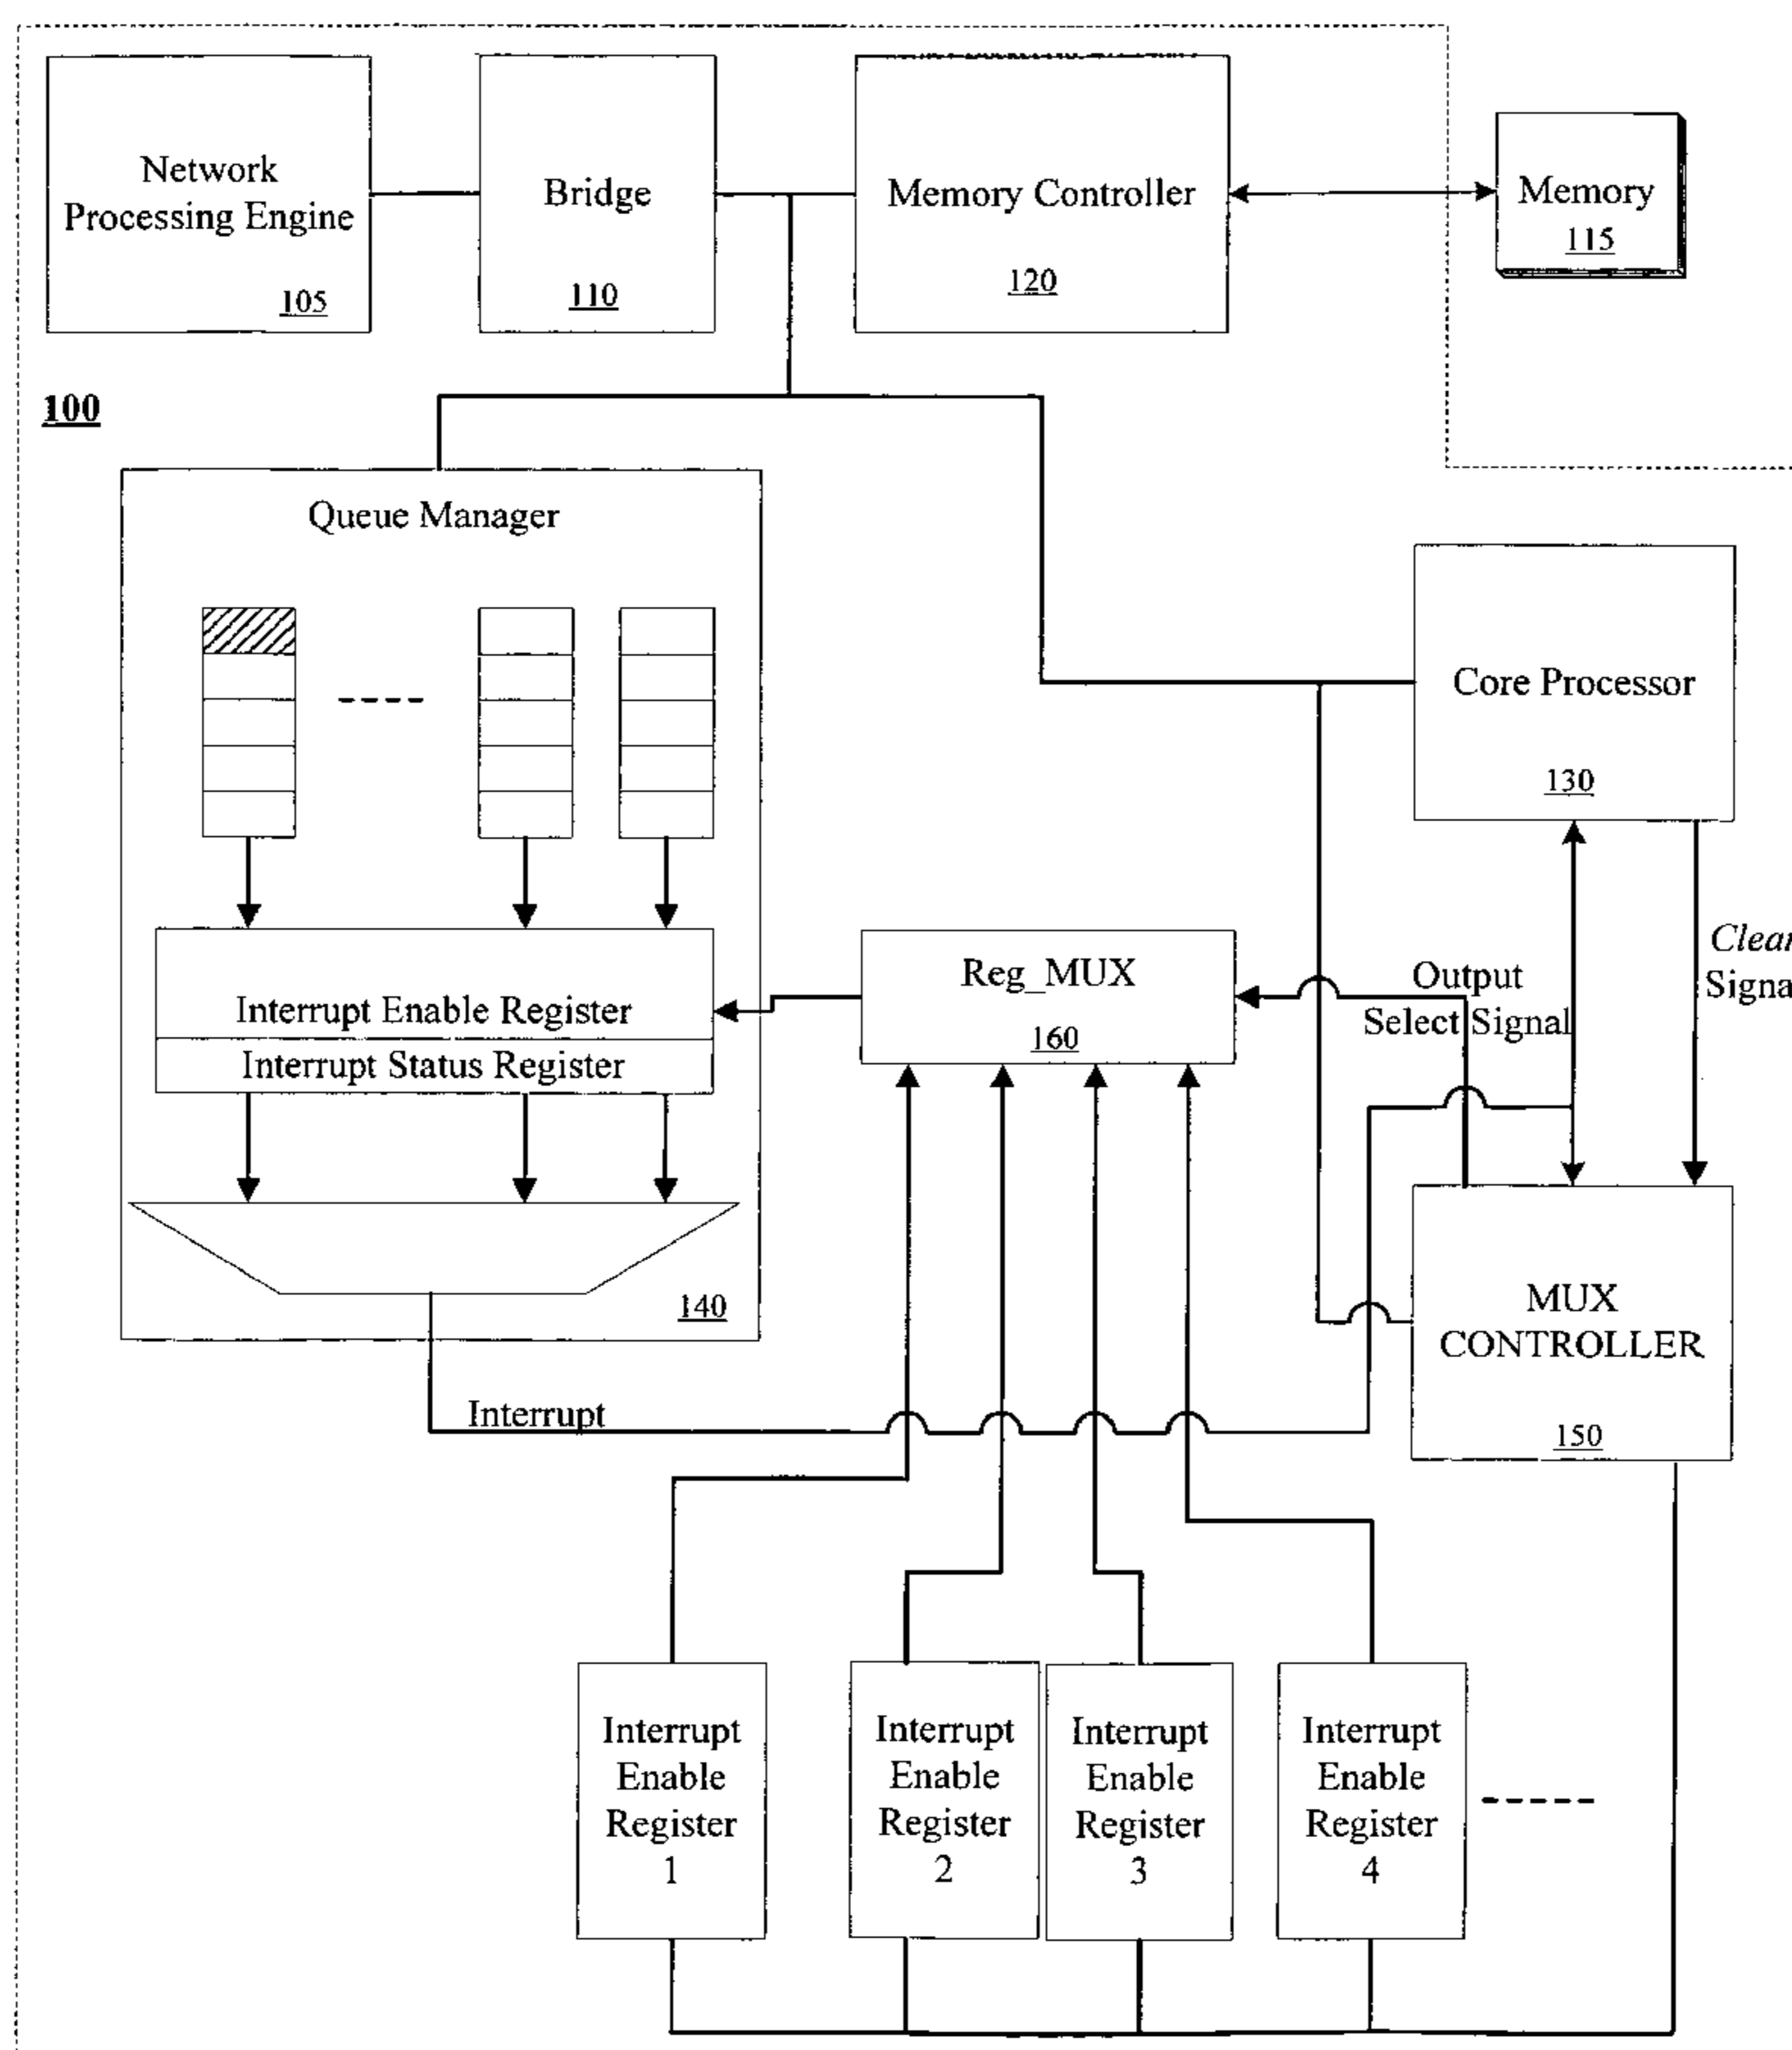 Network
Processing Engine
105
Bridge
110
Memory Controller
120
Memory
115
100
Queue Manager
Core Processor
130
Interrupt Enable Register
Interrupt Status Register
Reg_MUX
160
Output
Select Signal
Clear
Signa
140
MUX
CONTROLLER
150
Interrupt
Interrupt
Enable
Register
1
Interrupt
Enable
Register
2
Interrupt
Enable
Register
3
Interrupt
Enable
Register
4